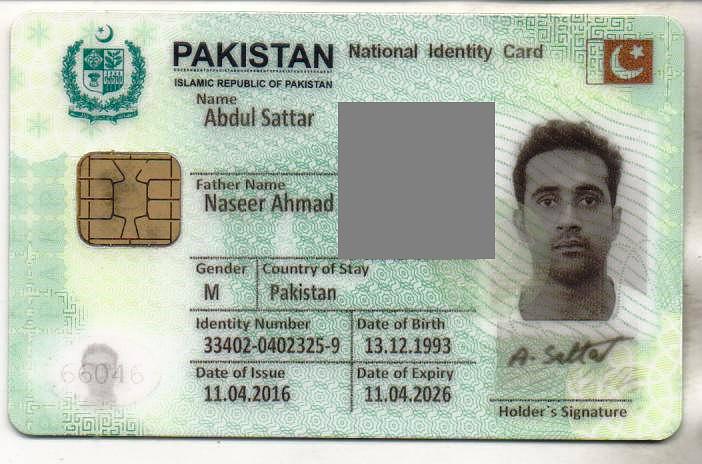 PAKISTAN National Identity Card
ISLAMIC REPUBLIC OF PAKISTAN
Name
Abdul Sattar
Father Name
Naseer Ahmad
Gender Country of Stay
M Pakistan
Identity Number Date of Birth
33402-0402325-9 13.12.1993
Date of Issue Date of Expiry
11.04.2016 11.04.2026
66046
A. Sattar
Holder`s Signature